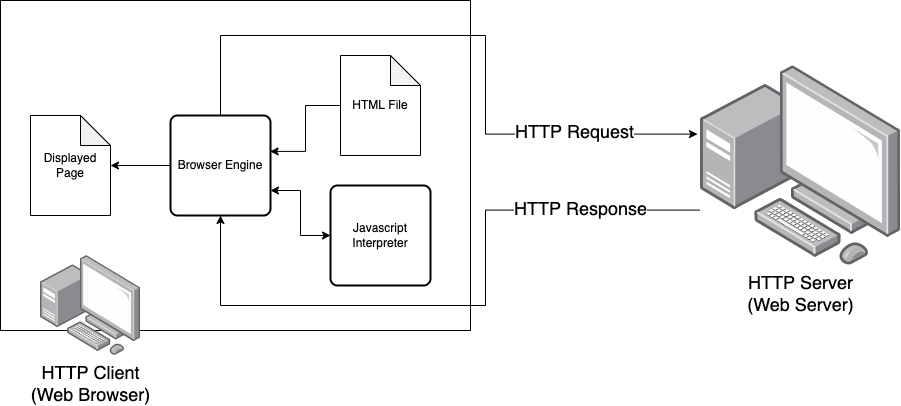 HTML File
HTTP Request
Displayed
Page
Browser Engine
HTTP Response
Javascript
Interpreter
HTTP Server
(Web Server)
HTTP Client
(Web Browser)